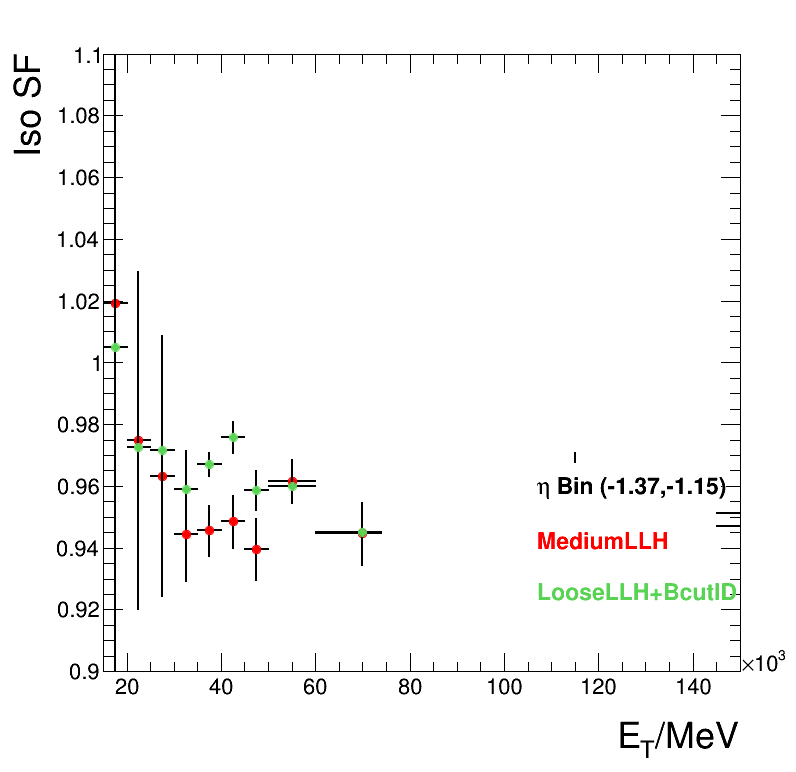 Iso SF
1.1
1.08
1.06
1.04
1.02
1
0.98
0.96
0.94
0.92
0.9
η Bin (-1.37,-1.15)
MediumLLH
LooseLLH+BcutID
20 40 60 80 100 120 140
×10³
E_T/MeV